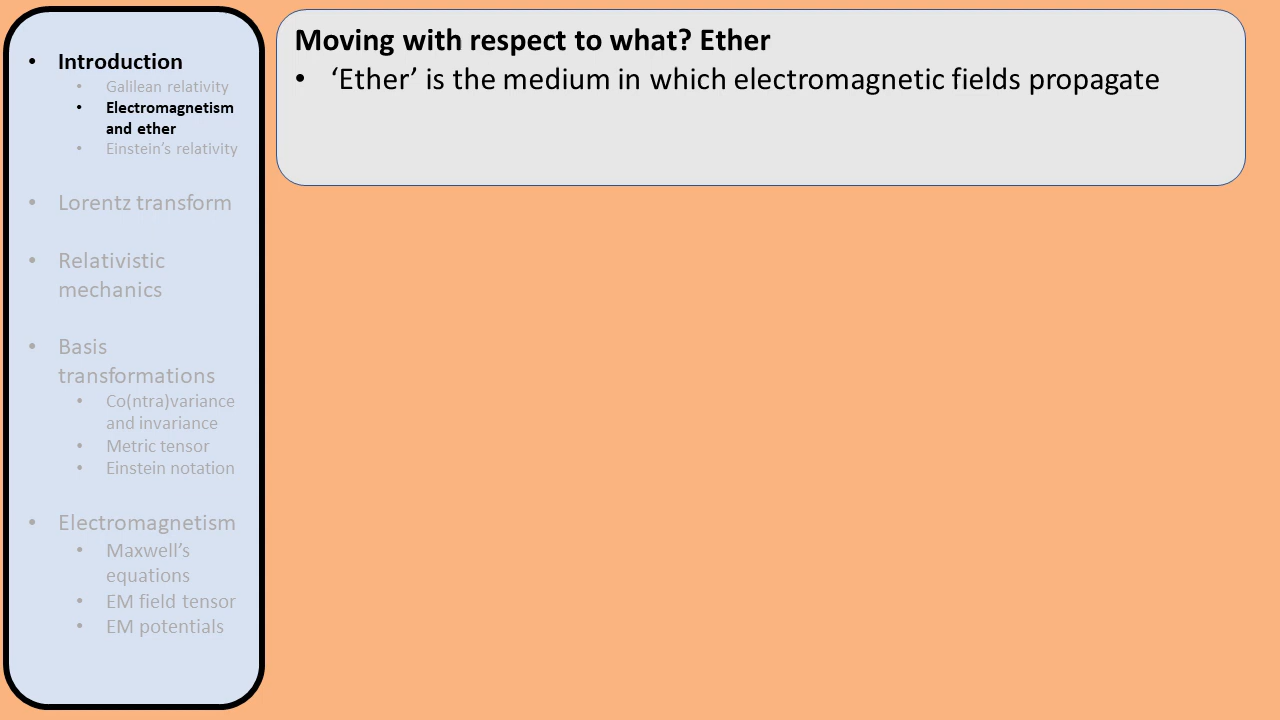 • Introduction
• Galilean relativity
• Electromagnetism
and ether
• Einstein's relativity
• Lorentz transform
• Relativistic
mechanics
• Basis
transformations
• Co(ntra)variance
and invariance
• Metric tensor
• Einstein notation
• Electromagnetism
• Maxwell's
equations
• EM field tensor
• EM potentials
Moving with respect to what? Ether
• ‘Ether’ is the medium in which electromagnetic fields propagate